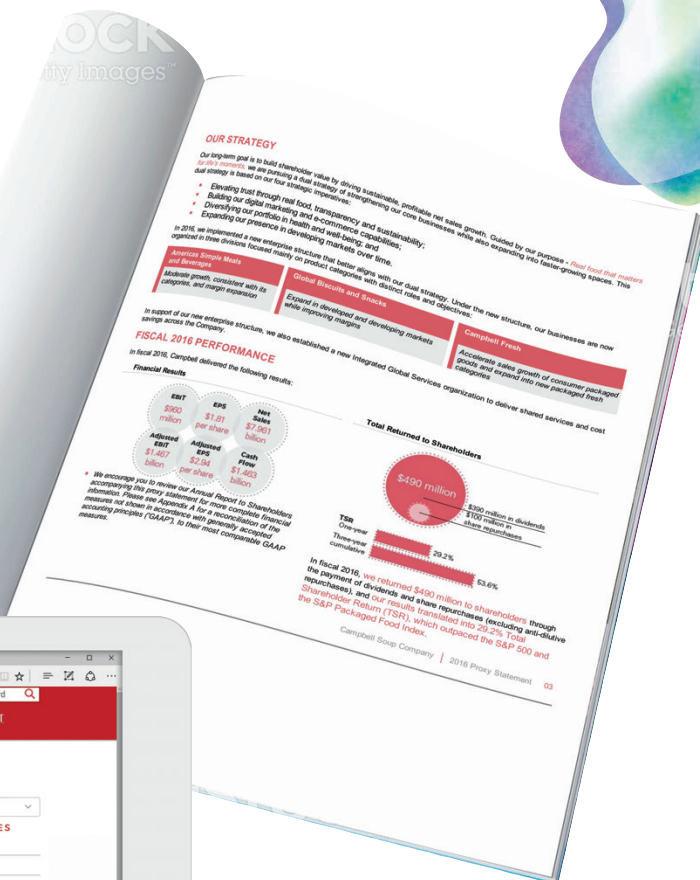 OCK
tty Images™
OUR STRATEGY
Our long-term goal is to build shareholder value by driving sustainable, profitable net sales growth. Guided by our purpose - Real food that matters
for life's moments, we are pursuing a dual strategy of strengthening our core businesses while also expanding into faster-growing spaces. This
dual strategy is based on our four strategic imperatives:
• Elevating trust through real food, transparency and sustainability;
• Building our digital marketing and e-commerce capabilities;
• Diversifying our portfolio in health and well-being; and
• Expanding our presence in developing markets over time.
In 2016, we implemented a new enterprise structure that better aligns with our dual strategy. Under the new structure, our businesses are now
organized in three divisions focused mainly on product categories with distinct roles and objectives:
Americas Simple Meals
and Beverages
Moderate growth, consistent with its
categories, and margin expansion
Global Biscuits and Snacks
Expand in developed and developing markets
while improving margins
Campbell Fresh
Accelerate sales growth of consumer packaged
goods and expand into new packaged fresh
categories
In support of our new enterprise structure, we also established a new Integrated Global Services organization to deliver shared services and cost
savings across the Company.
FISCAL 2016 PERFORMANCE
In fiscal 2016, Campbell delivered the following results:
Financial Results
EBIT
$960
million
EPS
$1.81
per share
Net
Sales
$7.961
billion
Adjusted
EBIT
$1.467
billion
Adjusted
EPS
$2.94
per share
Cash
Flow
$1.463
billion
• We encourage you to review our Annual Report to Shareholders
accompanying this proxy statement for more complete financial
information. Please see Appendix A for a reconciliation of the
measures not shown in accordance with generally accepted
accounting principles ("GAAP"), to their most comparable GAAP
measures.
Total Returned to Shareholders
$490 million
$390 million in dividends
$100 million in
share repurchases
TSR
One-year
29.2%
Three-year
cumulative
53.6%
In fiscal 2016, we returned $490 million to shareholders through
the payment of dividends and share repurchases (excluding anti-dilutive
repurchases), and our results translated into 29.2% Total
Shareholder Return (TSR), which outpaced the S&P 500 and
the S&P Packaged Food Index.
Campbell Soup Company | 2016 Proxy Statement 03
rd
ES